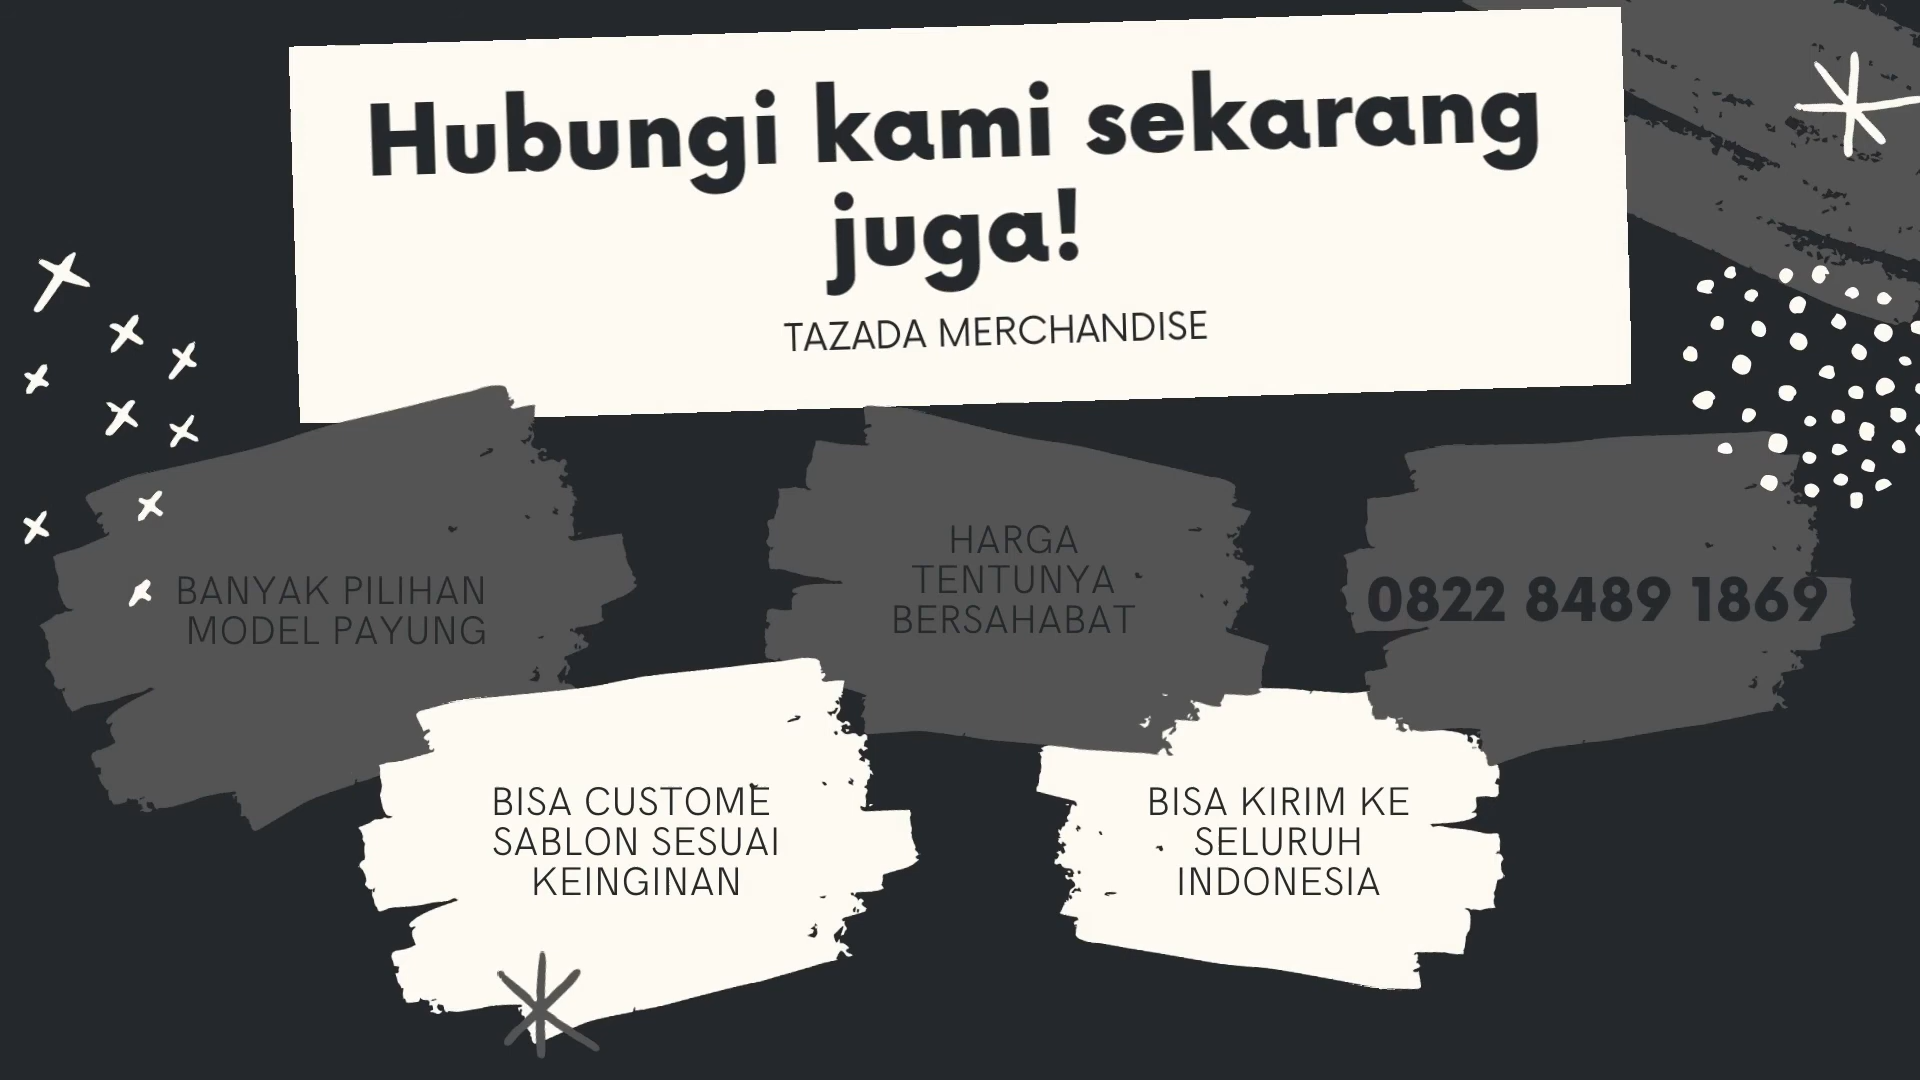 Hubungi kami sekarang
juga!
TAZADA MERCHANDISE
BANYAK PILIHAN
MODEL PAYUNG
HARGA
TENTUNYA
BERSAHABAT
0822 8489 1869
BISA CUSTOME
SABLON SESUAI
KEINGINAN
BISA KIRIM KE
SELURUH
INDONESIA